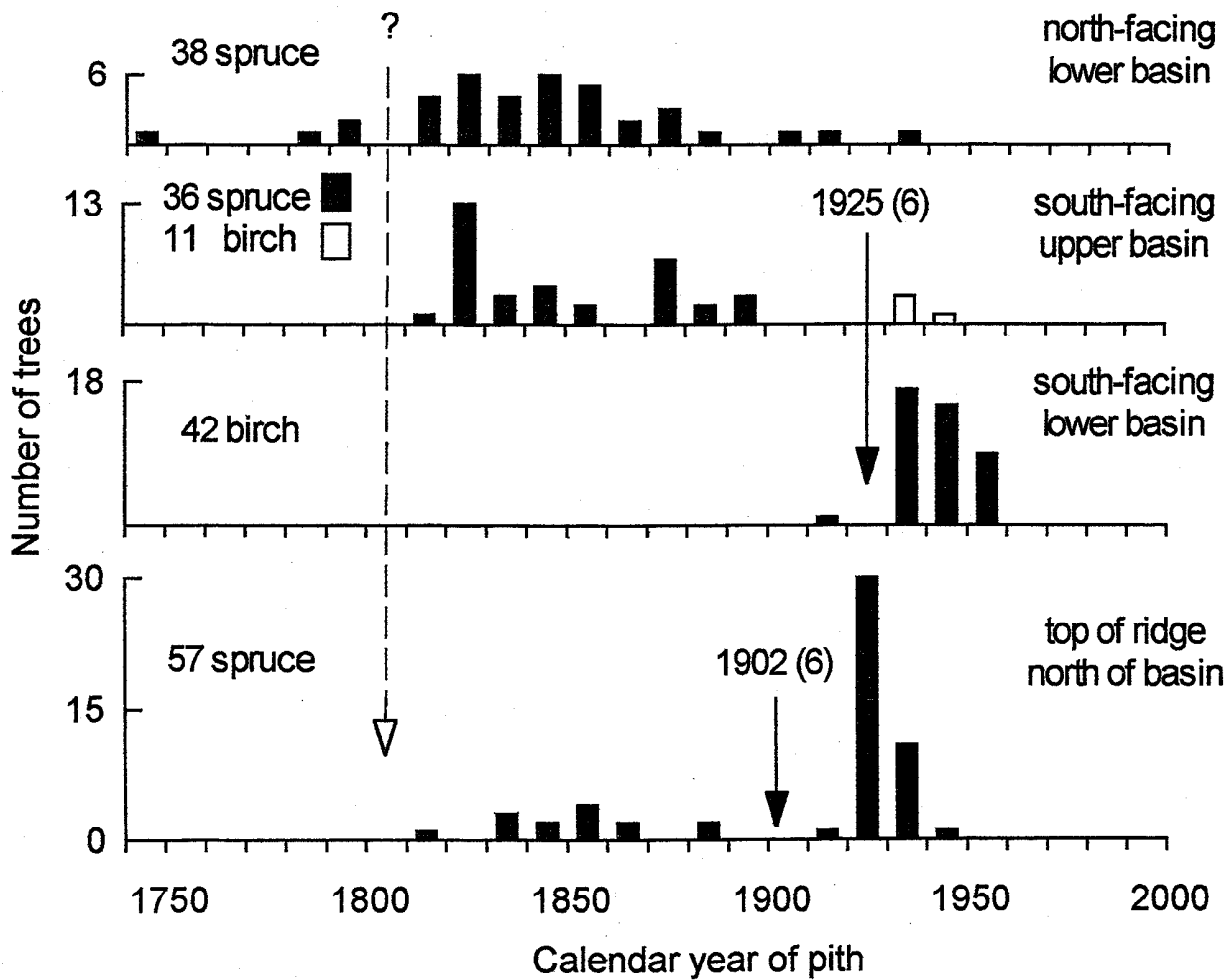 ?
38 spruce
north-facing
lower basin
6
36 spruce
11 birch
13
1925 (6)
south-facing
upper basin
18
42 birch
south-facing
lower basin
30
57 spruce
1902 (6)
top of ridge
north of basin
15
0
Number of trees
1750 1800 1850 1900 1950 2000
Calendar year of pith